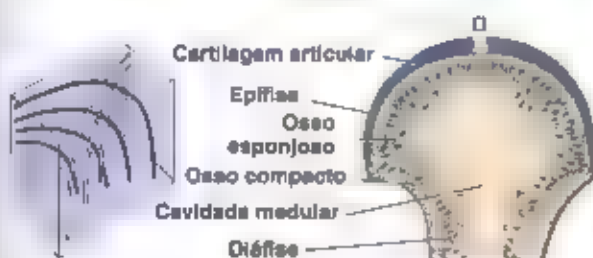 Cartilagem articular
Epífise
Osso
esponjoso
Osso compacto
Cavidade medular
Diáfise